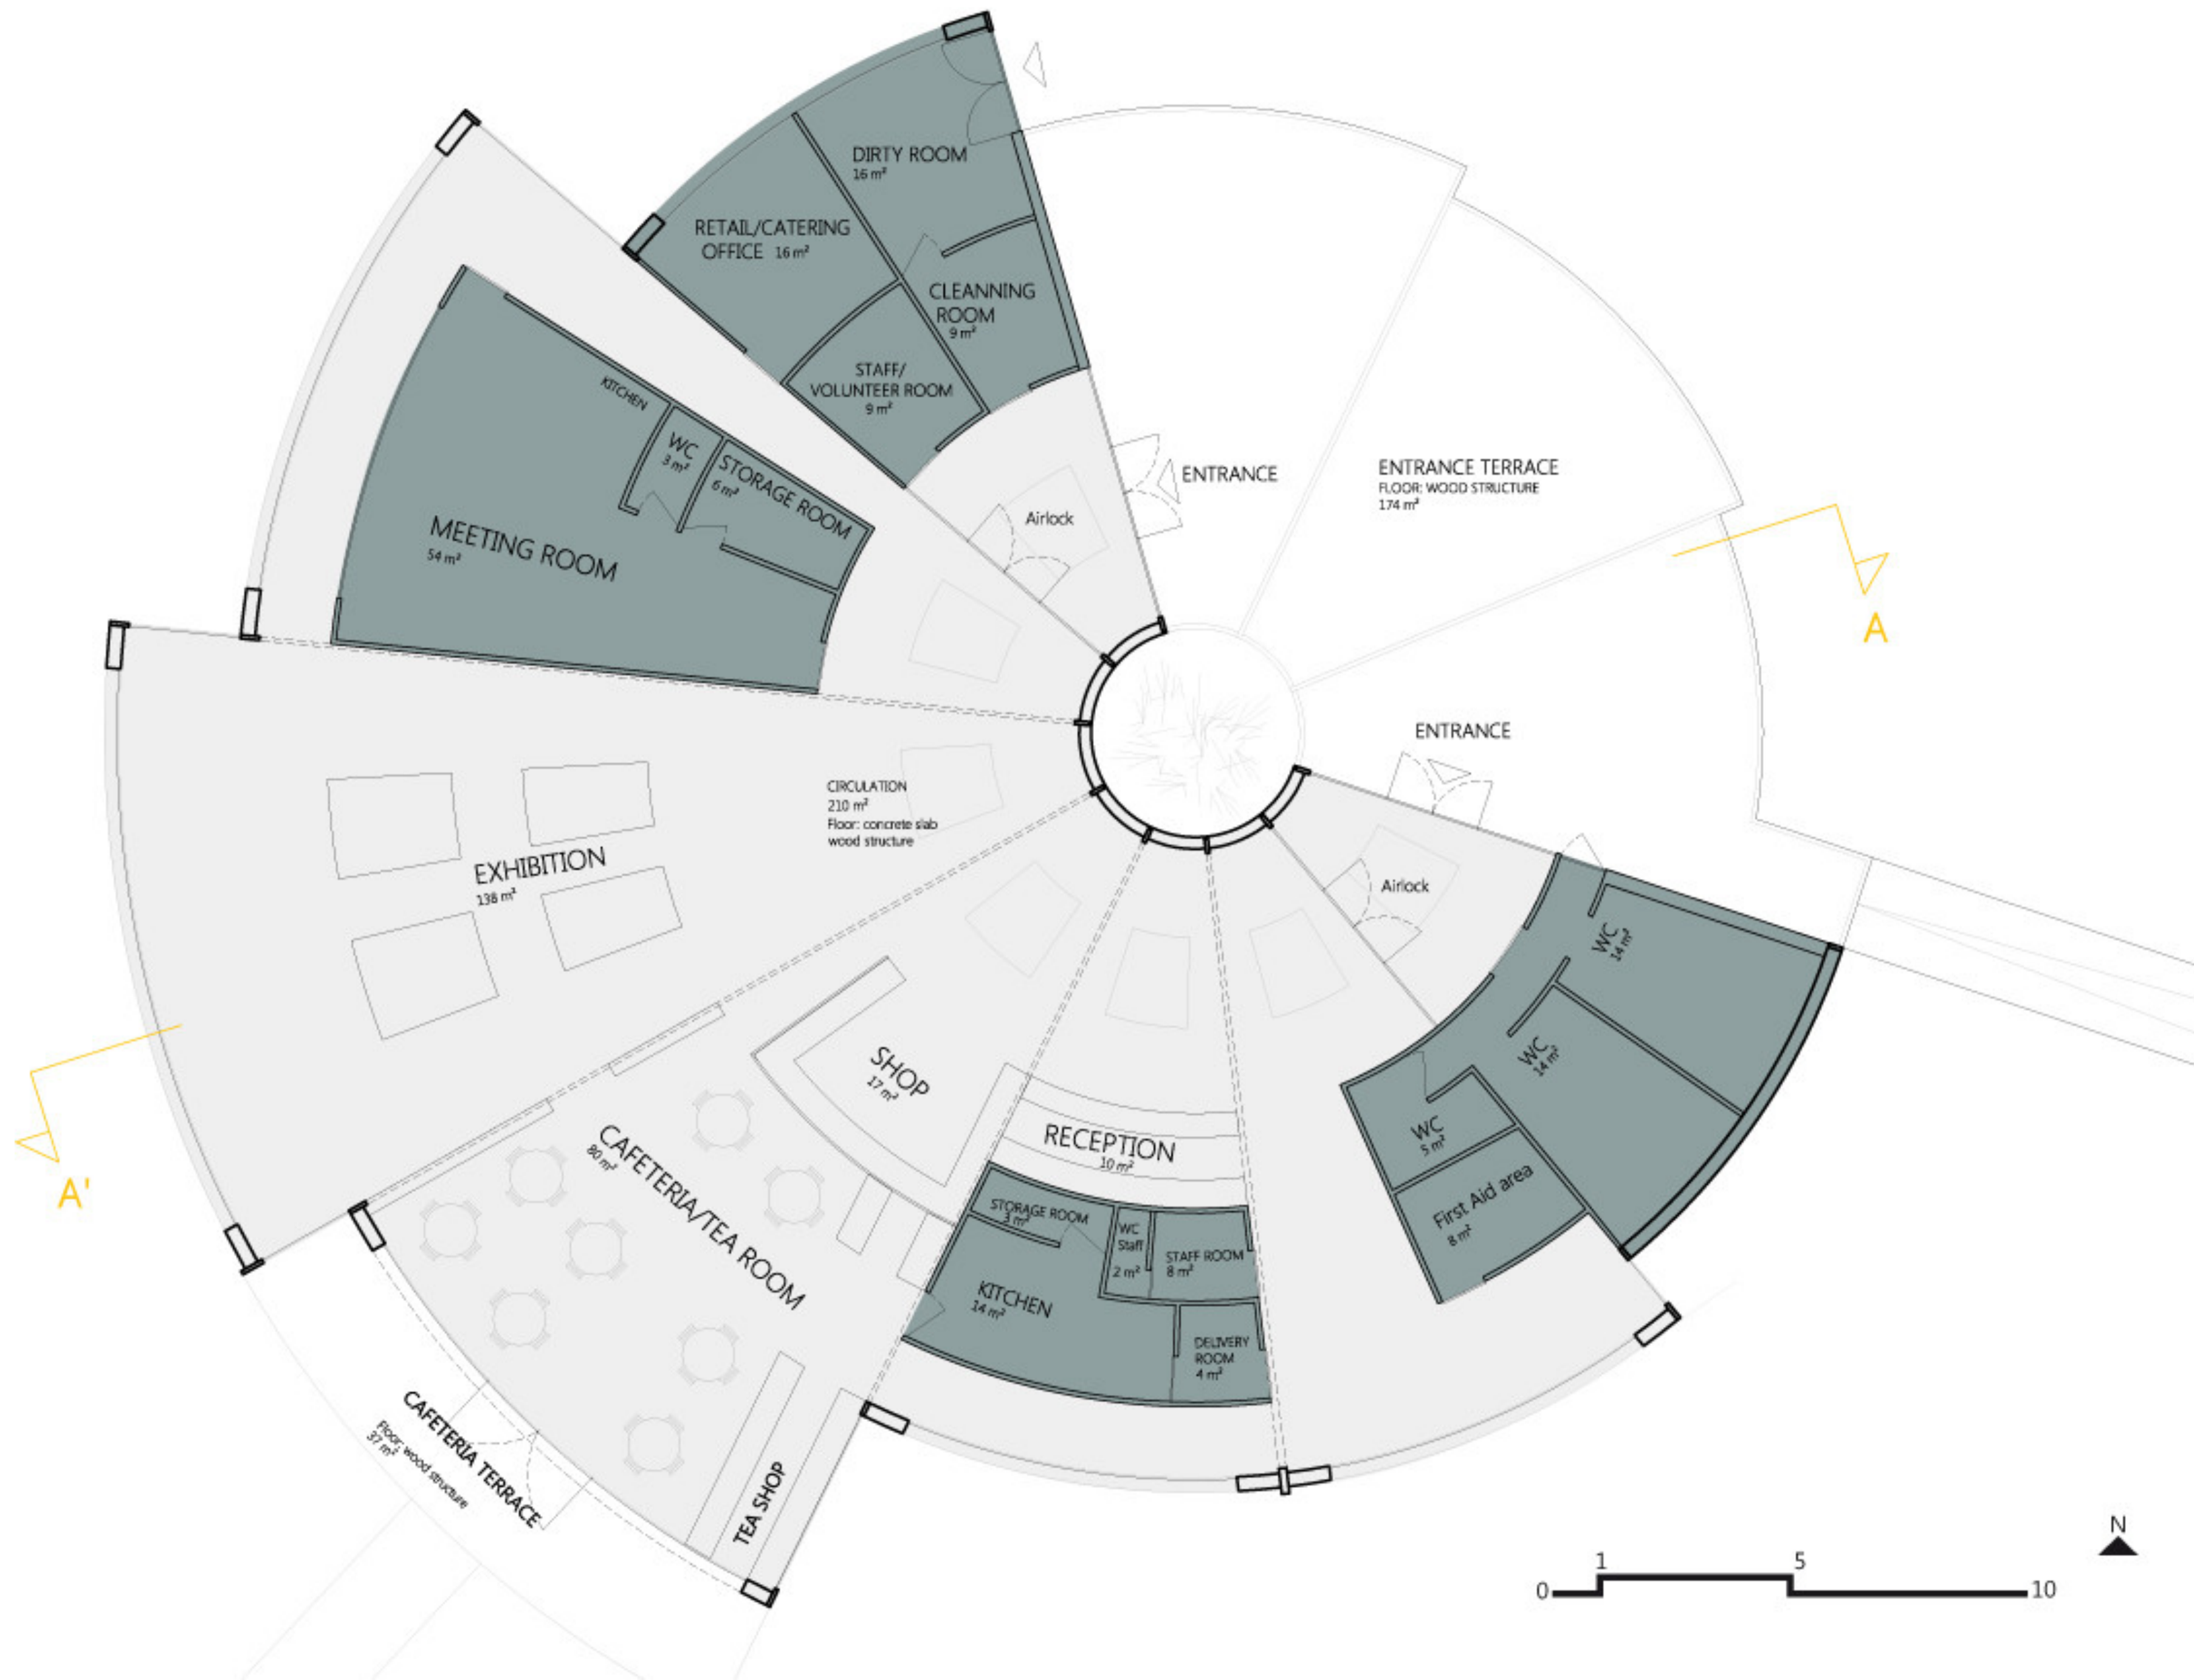 DIRTY ROOM
16 m²
RETAIL/CATERING
OFFICE 16 m²
CLEANNING
ROOM
9 m²
STAFF/
VOLUNTEER ROOM
9 m²
KITCHEN
WC
3 m²
STORAGE ROOM
6 m²
MEETING ROOM
54 m²
Airlock
ENTRANCE
ENTRANCE TERRACE
FLOOR: WOOD STRUCTURE
174 m²
A
ENTRANCE
CIRCULATION
210 m²
Floor: concrete slab
wood structure
EXHIBITION
138 m²
Airlock
WC
14 m²
WC
14 m²
WC
5 m²
First Aid area
8 m²
SHOP
17 m²
RECEPTION
10 m²
STORAGE ROOM
3 m²
WC
Staff
2 m²
STAFF ROOM
8 m²
KITCHEN
14 m²
DELIVERY
ROOM
4 m²
CAFETERIA/TEA ROOM
80 m²
A'
CAFETERIA TERRACE
Floor: wood structure
37 m²
TEA SHOP
N
0 1 5 10